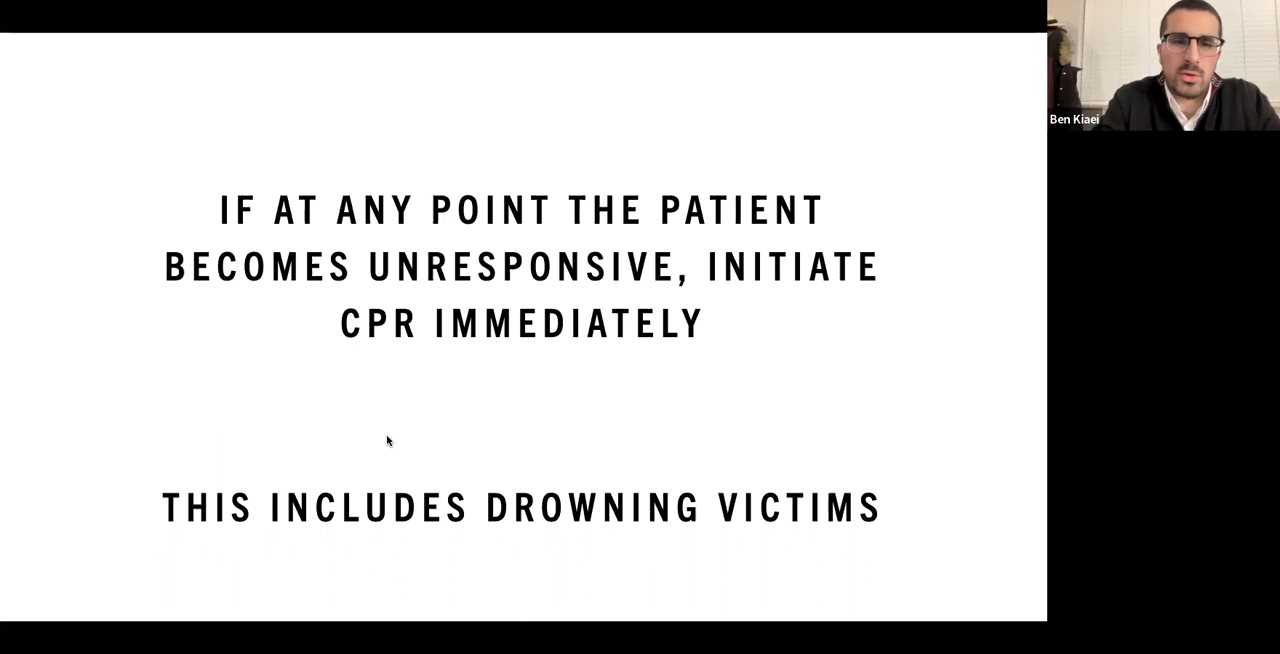 IF AT ANY POINT THE PATIENT
BECOMES UNRESPONSIVE, INITIATE
CPR IMMEDIATELY
THIS INCLUDES DROWNING VICTIMS
Ben Kiaei